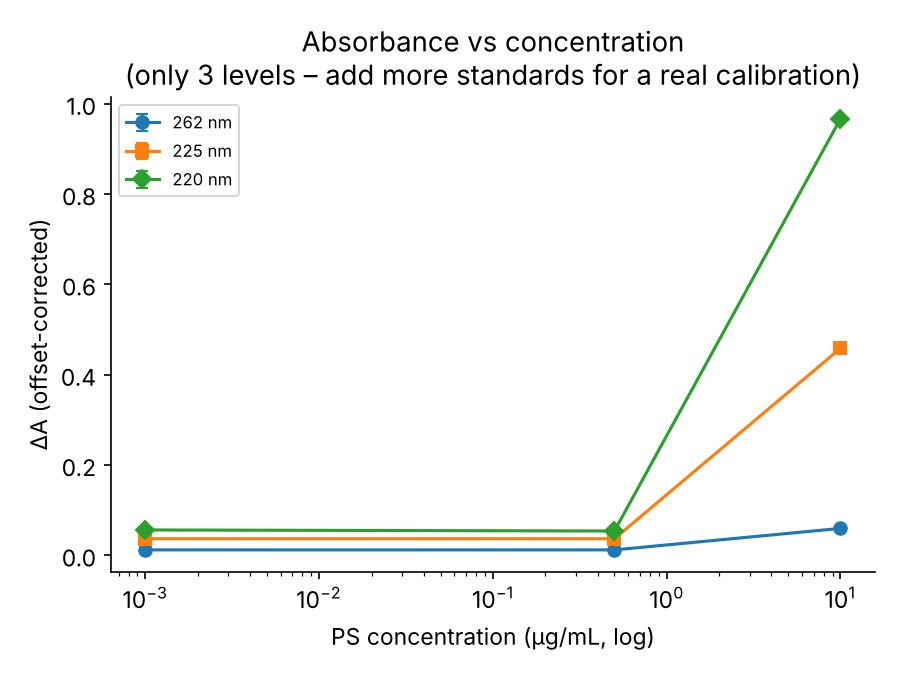 Absorbance vs concentration
(only 3 levels – add more standards for a real calibration)
262 nm
225 nm
220 nm
ΔA (offset-corrected)
1.0
0.8
0.6
0.4
0.2
0.0
10⁻³ 10⁻² 10⁻¹ 10⁰ 10¹
PS concentration (µg/mL, log)